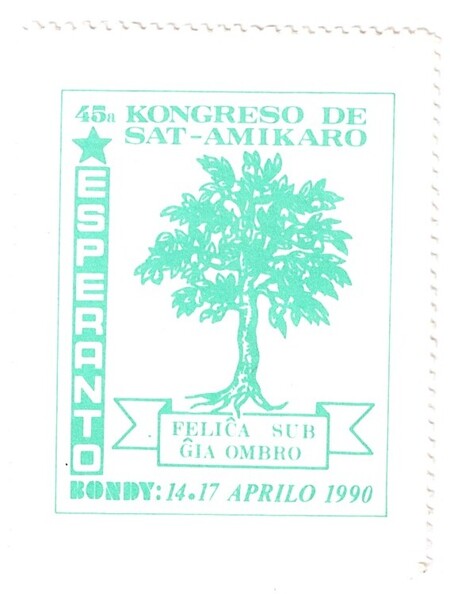 45a KONGRESO DE
SAT-AMIKARO
ESPERANTO
FELIĈA SUB
ĜIA OMBRO
BONDY: 14.17 APRILO 1990